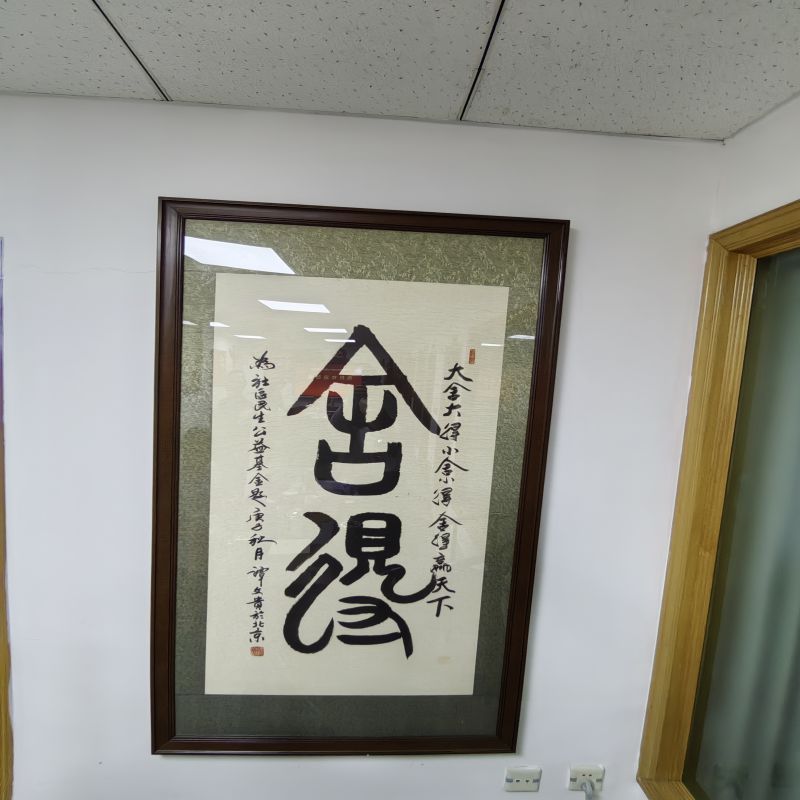 大舍大得小舍小得舍得赢天下
舍得
为社区民生公益基金题庚子秋月谭文贵于北京